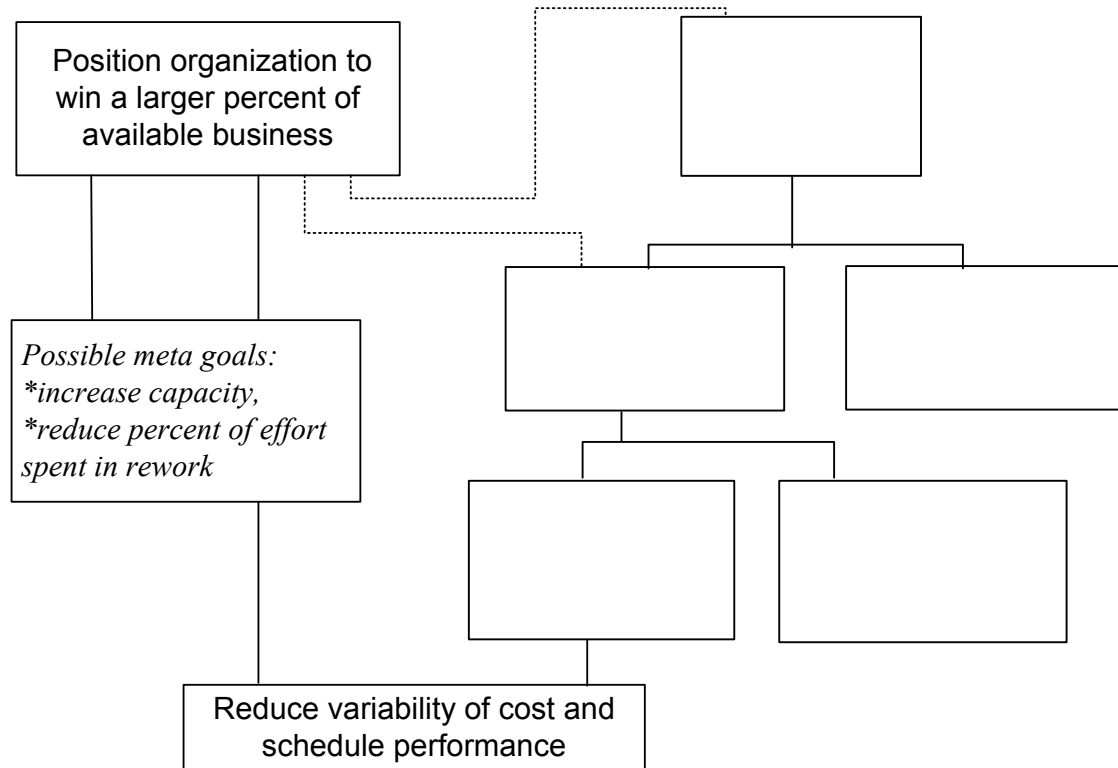 Position organization to
win a larger percent of
available business
Possible meta goals:
*increase capacity,
*reduce percent of effort
spent in rework
Reduce variability of cost and
schedule performance